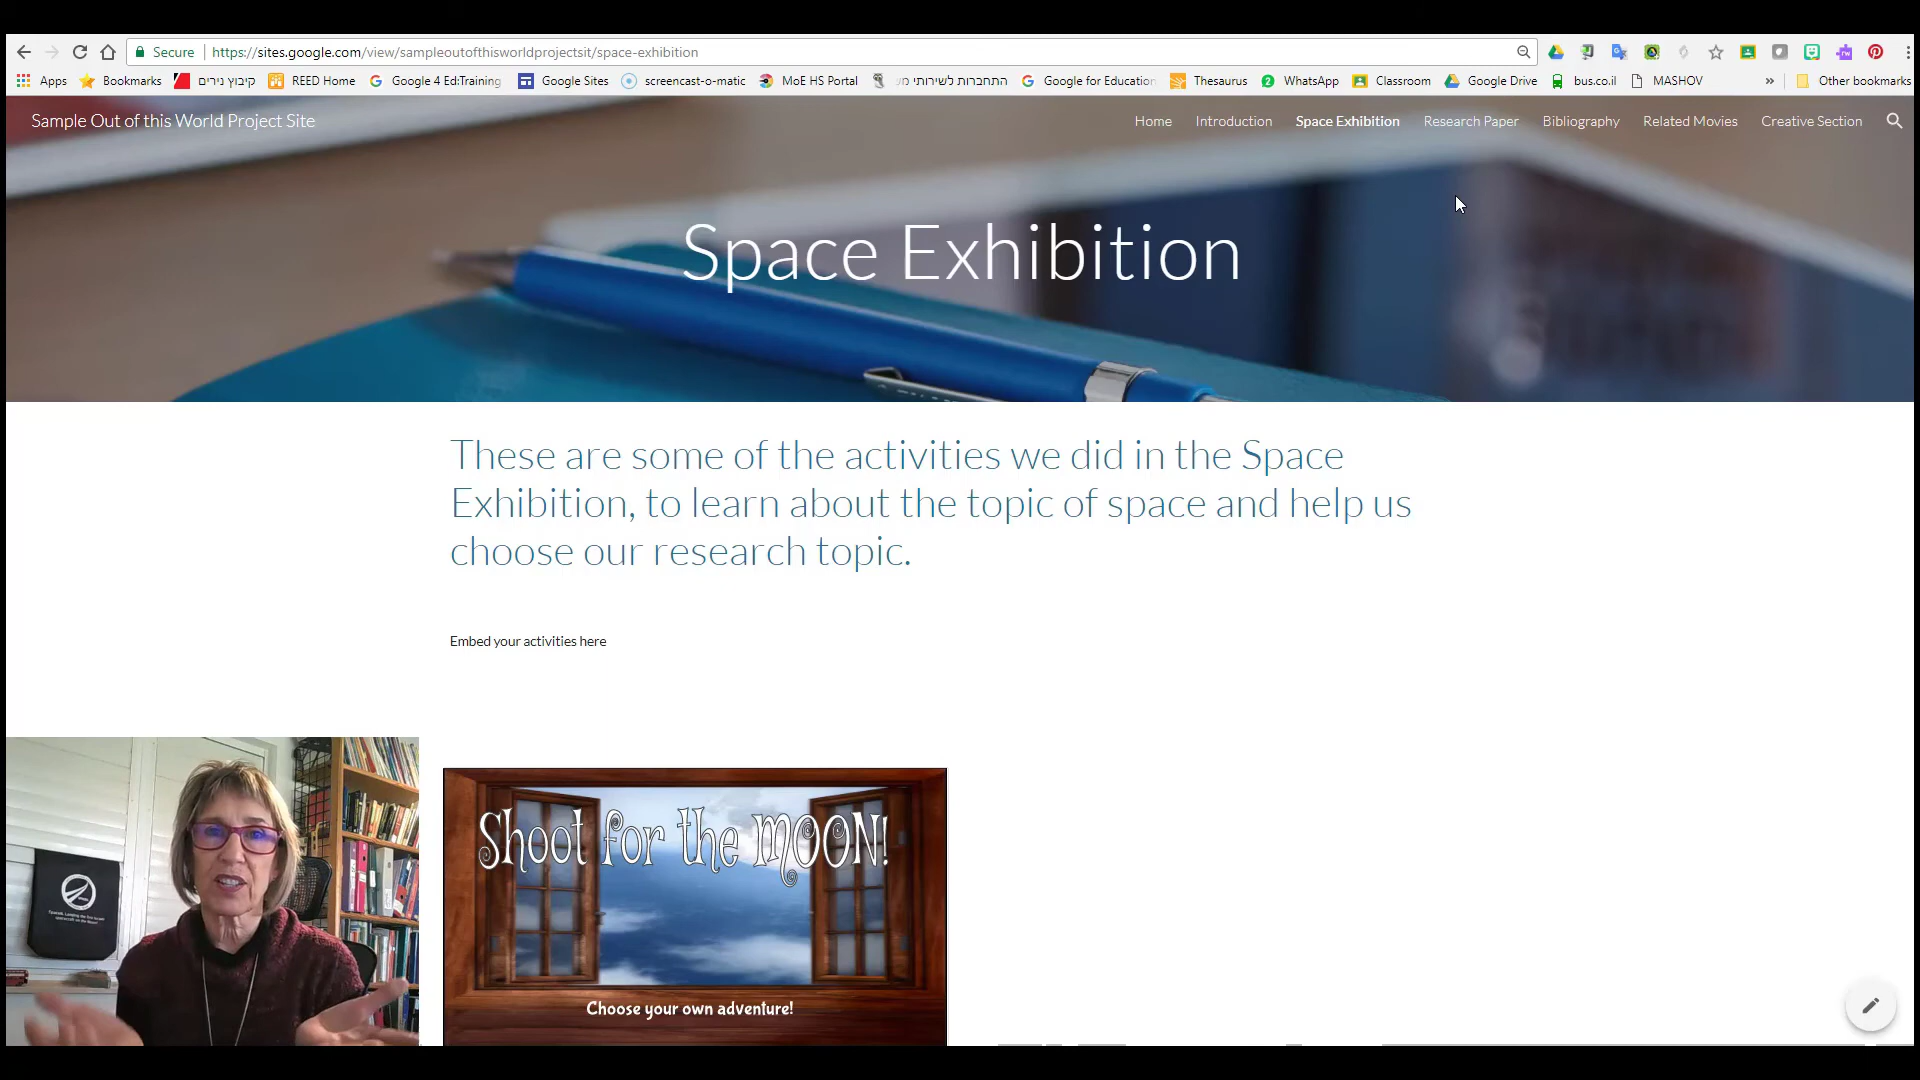 Secure https://sites.google.com/view/sampleoutofthisworldprojectsit/space-exhibition
Apps Bookmarks קיבוץ נירים REED Home Google 4 Ed:Training Google Sites screencast-o-matic MoE HS Portal התחברות לשירותי Google for Education Thesaurus WhatsApp Classroom Google Drive bus.co.il MASHOV » Other bookmarks
Sample Out of this World Project Site Home Introduction Space Exhibition Research Paper Bibliography Related Movies Creative Section
Space Exhibition
These are some of the activities we did in the Space
Exhibition, to learn about the topic of space and help us
choose our research topic.
Embed your activities here
Shoot for the MOON!
Choose your own adventure!